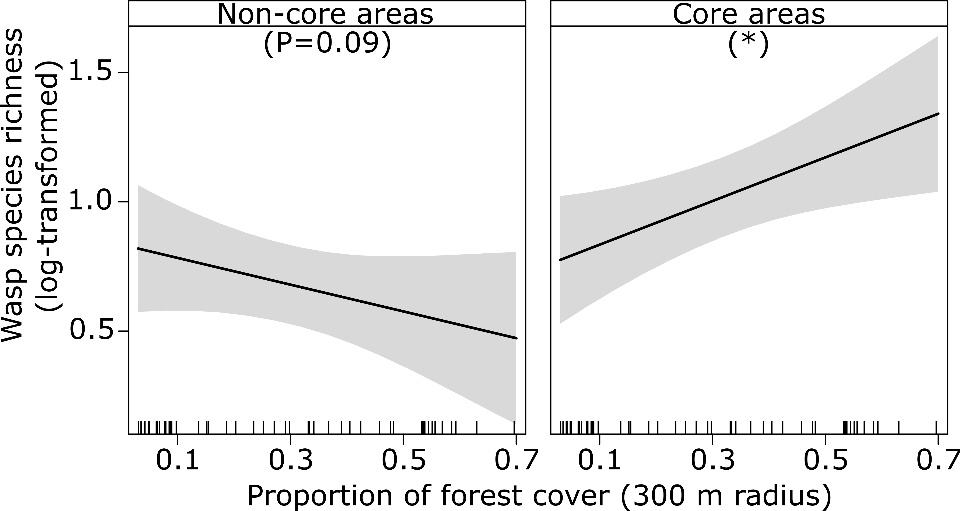 Non-core areas
(P=0.09)
Core areas
(*)
Wasp species richness
(log-transformed)
1.5
1.0
0.5
0.1 0.3 0.5 0.7
0.1 0.3 0.5 0.7
Proportion of forest cover (300 m radius)